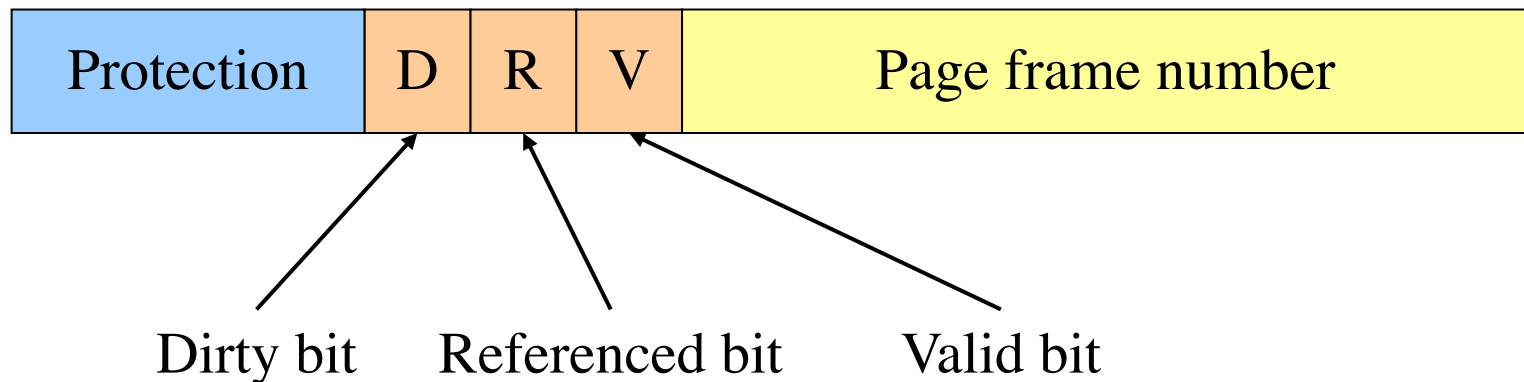 Protection D R V Page frame number
Dirty bit Referenced bit Valid bit